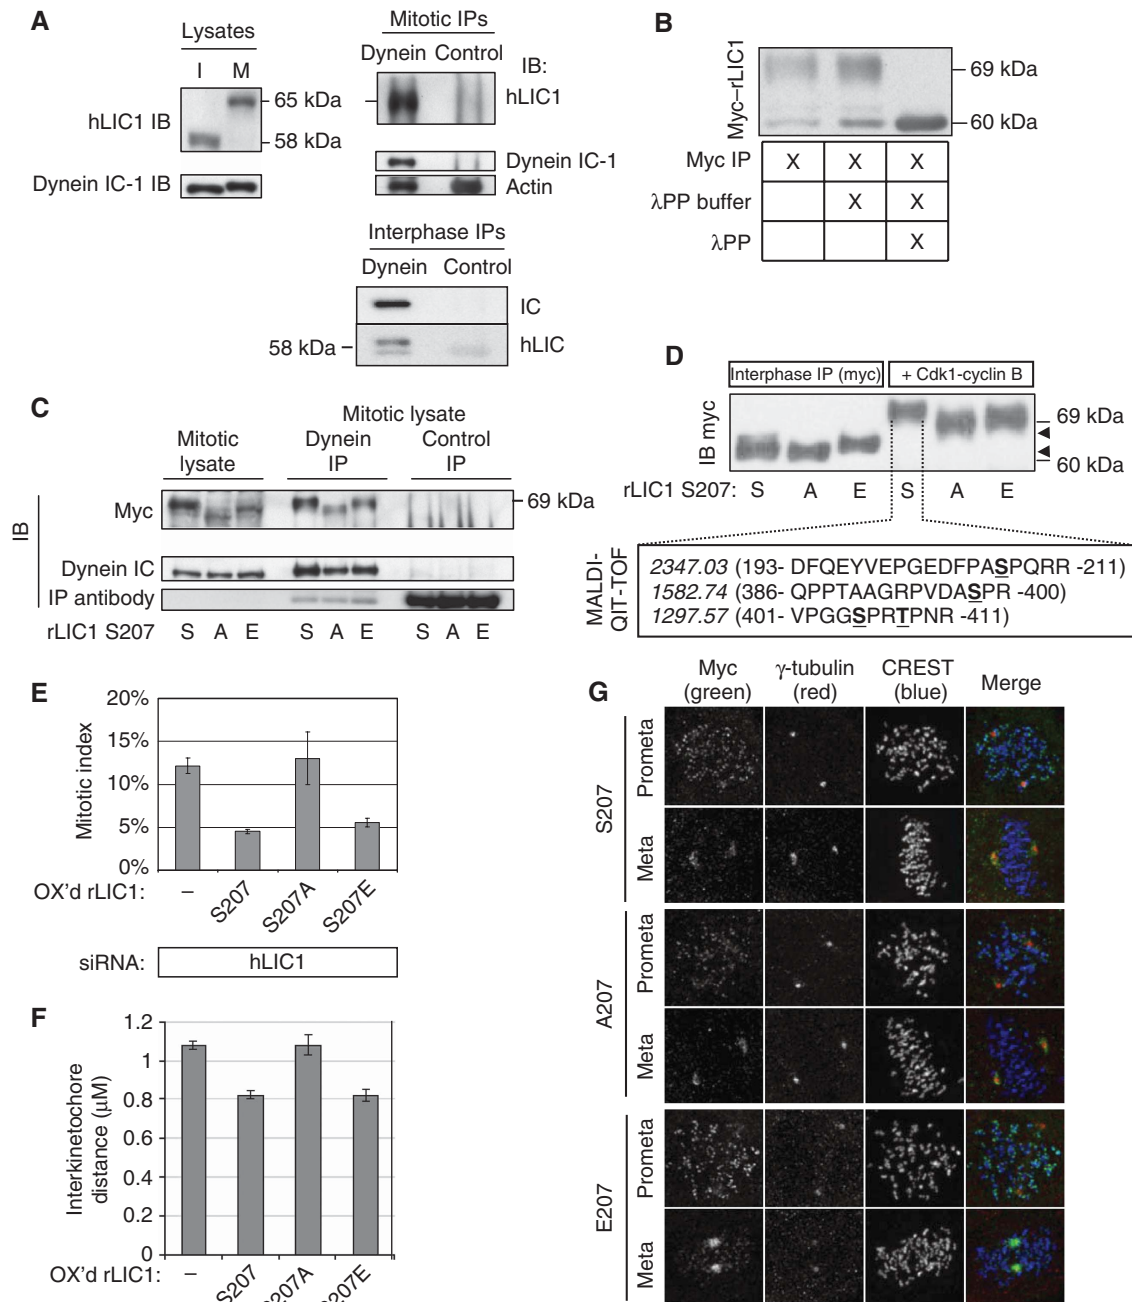 A
Lysates
I M
hLIC1 IB
65 kDa
58 kDa
Dynein IC-1 IB
Mitotic IPs
Dynein Control
IB:
hLIC1
Dynein IC-1
Actin
Interphase IPs
Dynein Control
IC
58 kDa
hLIC
B
Myc–rLIC1
69 kDa
60 kDa
Myc IP X X X
λPP buffer X X
λPP X
C
Mitotic lysate
Mitotic lysate
Dynein IP
Control IP
IB
Myc
69 kDa
Dynein IC
IP antibody
rLIC1 S207 S A E S A E S A E
D
Interphase IP (myc)
+ Cdk1-cyclin B
IB myc
69 kDa
60 kDa
rLIC1 S207: S A E S A E
MALDI-QIT-TOF
2347.03 (193- DFQEYVEPGEDFPASPQRR -211)
1582.74 (386- QPPTAAGRPVDASPR -400)
1297.57 (401- VPGGSPRTPNR -411)
E
Mitotic index
20%
15%
10%
5%
0%
OX'd rLIC1: – S207 S207A S207E
siRNA: hLIC1
F
Interkinetochore distance (μM)
1.2
1
0.8
0.6
0.4
0.2
0
OX'd rLIC1: – S207 S207A S207E
G
Myc (green)
γ-tubulin (red)
CREST (blue)
Merge
S207
Prometa
Meta
A207
Prometa
Meta
E207
Prometa
Meta